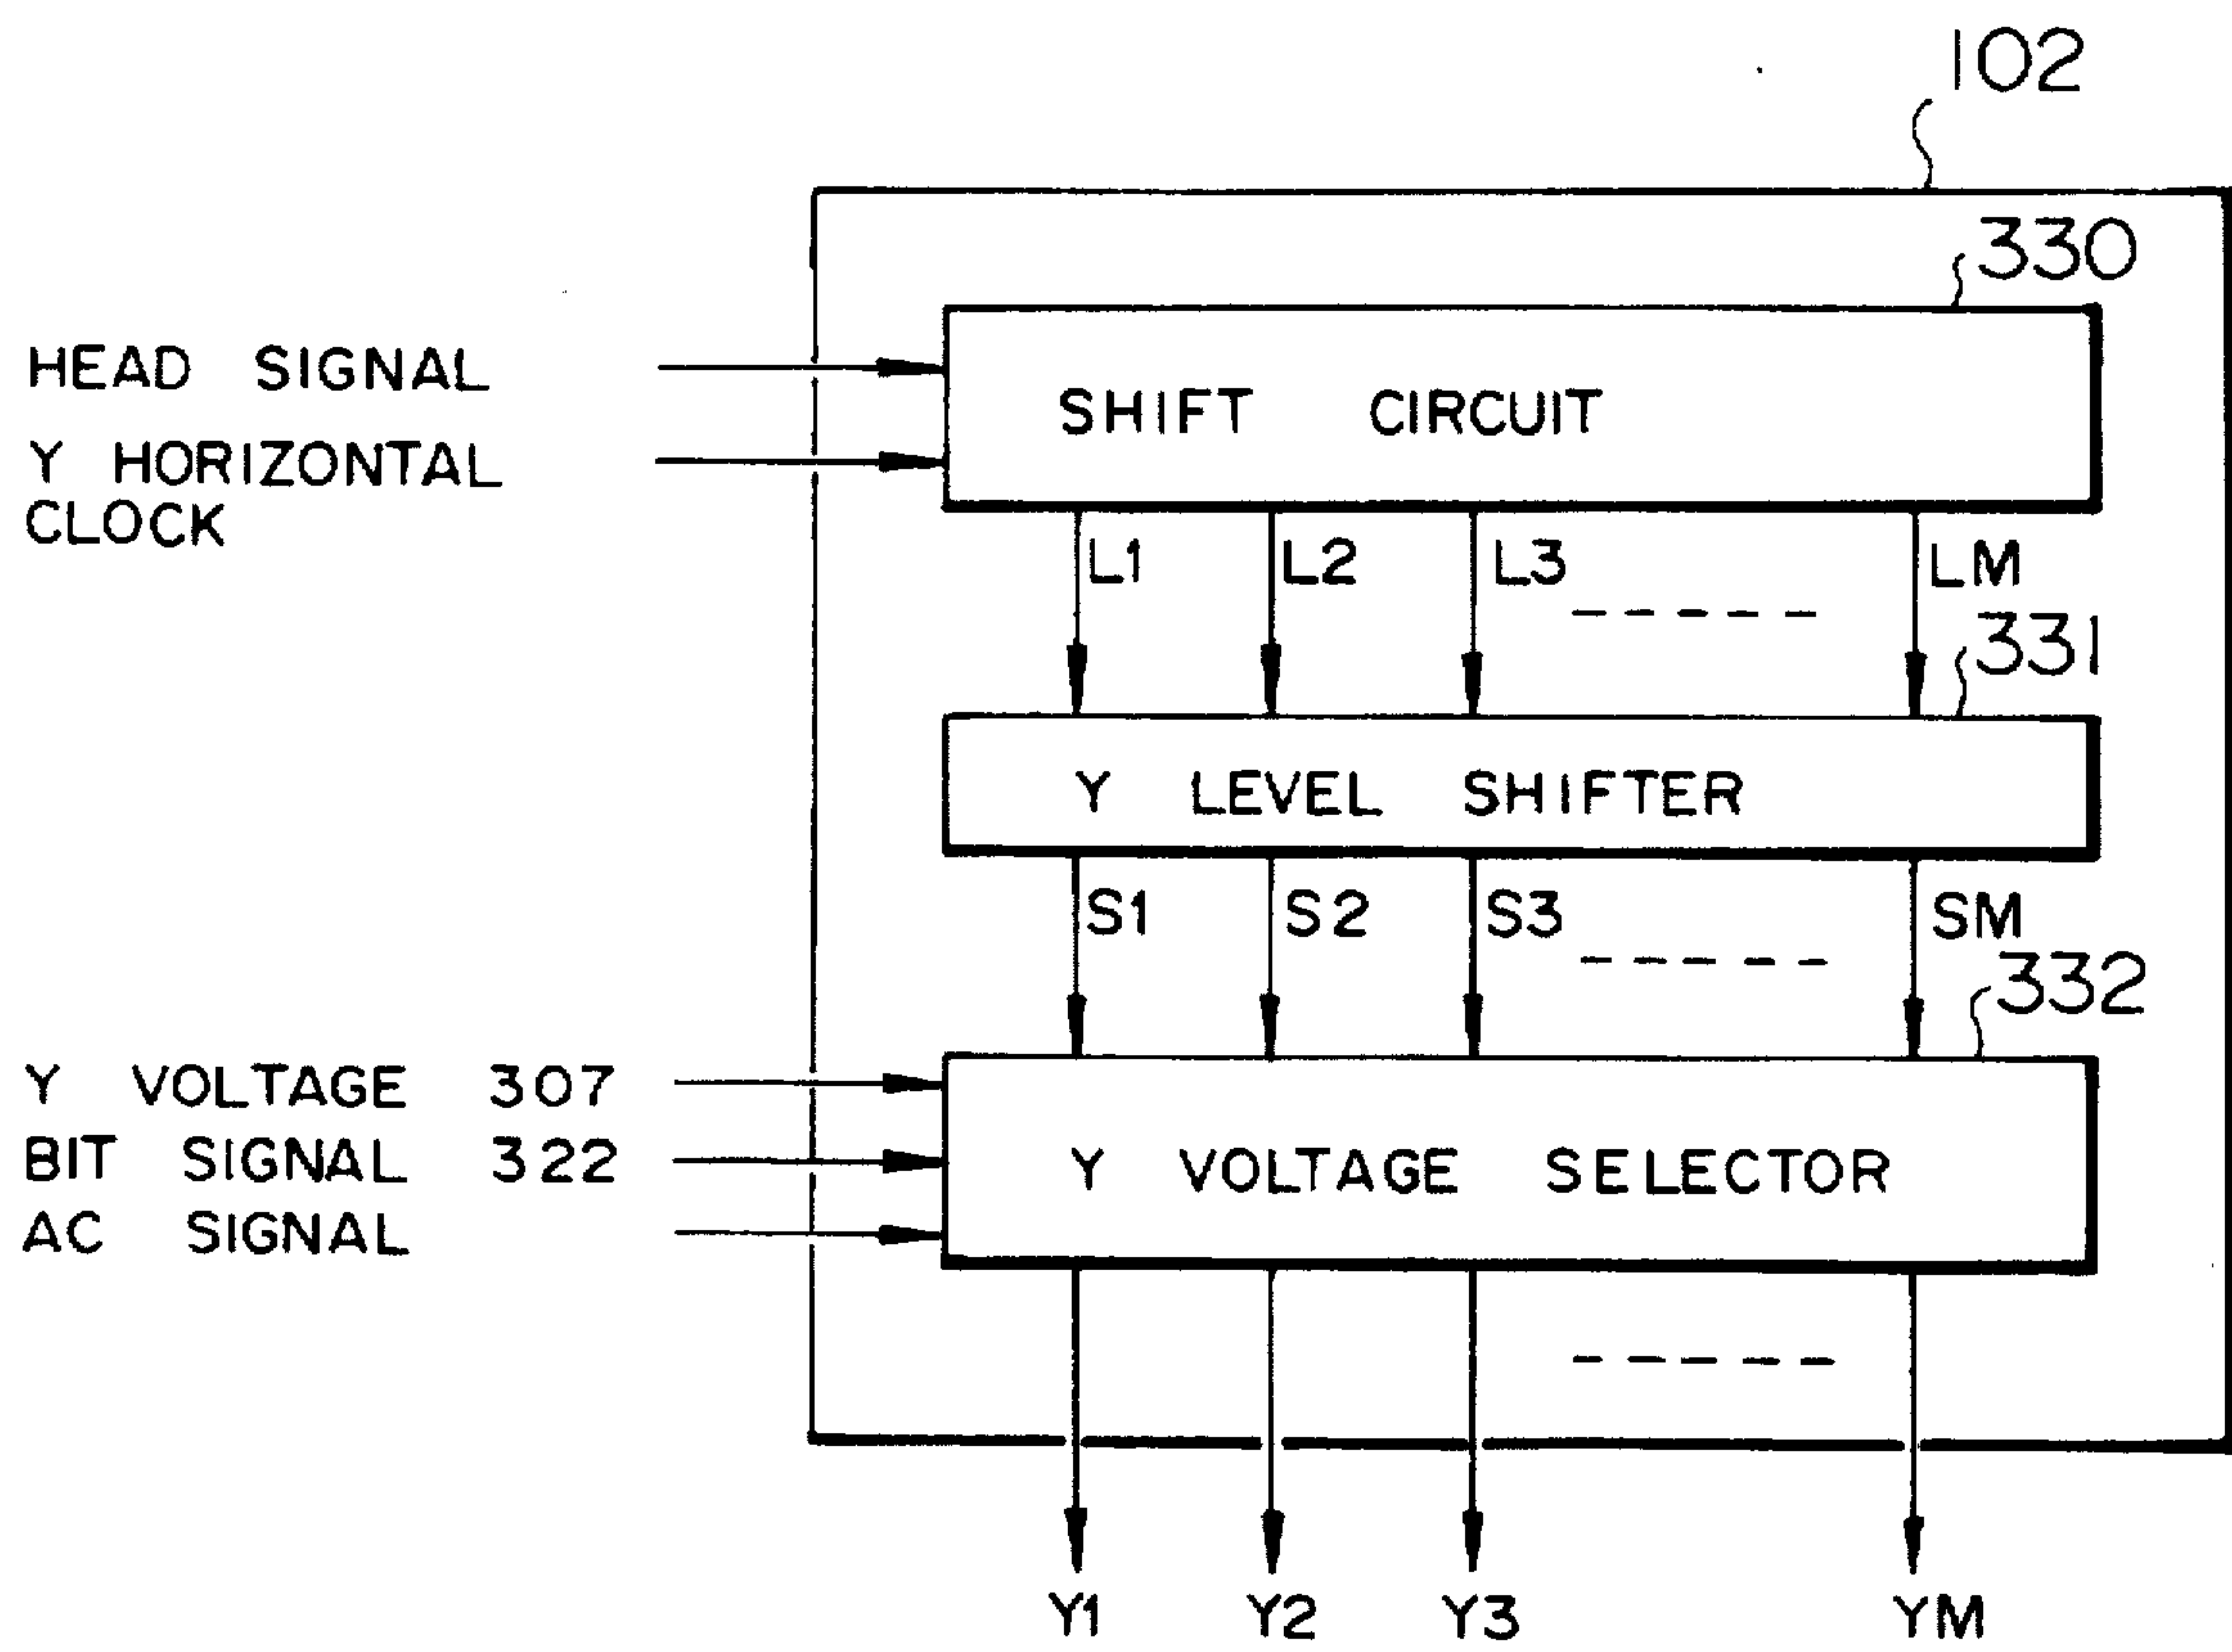 102
330
HEAD SIGNAL
SHIFT CIRCUIT
Y HORIZONTAL
CLOCK
L1 L2 L3 LM
331
Y LEVEL SHIFTER
S1 S2 S3 SM
332
Y VOLTAGE 307
BIT SIGNAL 322
Y VOLTAGE SELECTOR
AC SIGNAL
Y1 Y2 Y3 YM